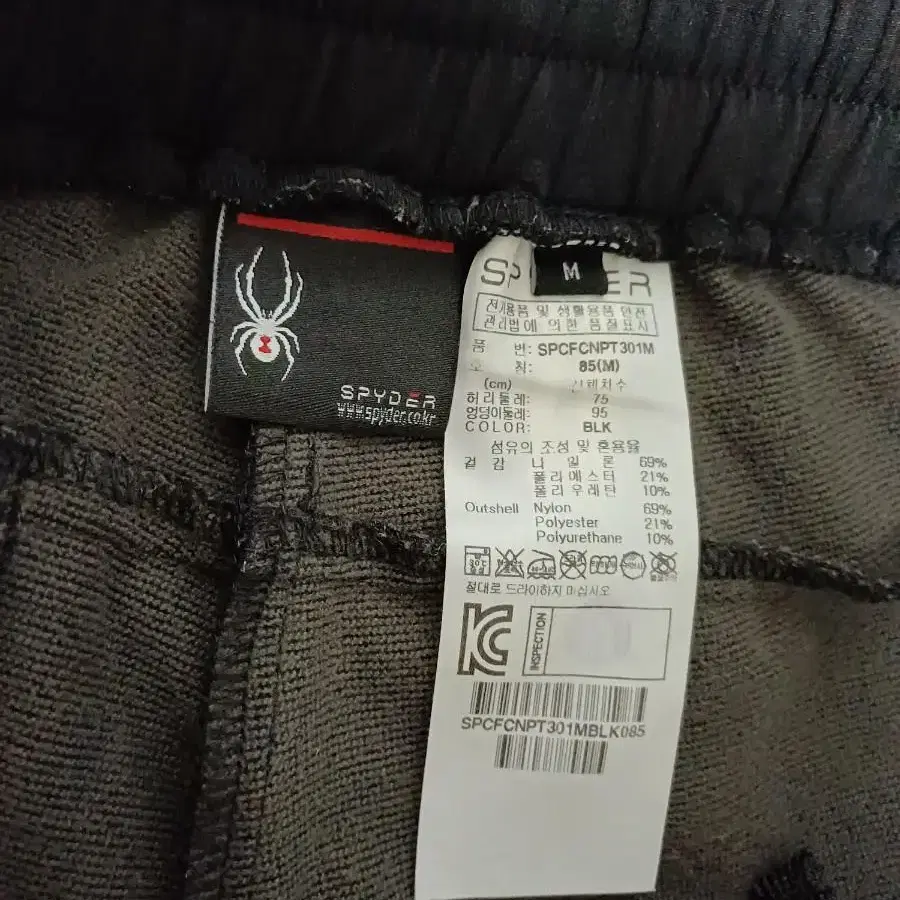 SPYDER
www.spyder.co.kr
M
SPYDER
전기용품 및 생활용품 안전
관리법에 의한 품질표시
품 번: SPCFCNPT301M
호 칭: 85(M)
(cm) 신체치수
허리둘레: 75
엉덩이둘레: 95
COLOR: BLK
섬유의 조성 및 혼용율
겉감 나일론 69%
폴리에스터 21%
폴리우레탄 10%
Outshell Nylon 69%
Polyester 21%
Polyurethane 10%
절대로 드라이하지 마십시오
KC
INSPECTION
SPCFCNPT301MBLK085